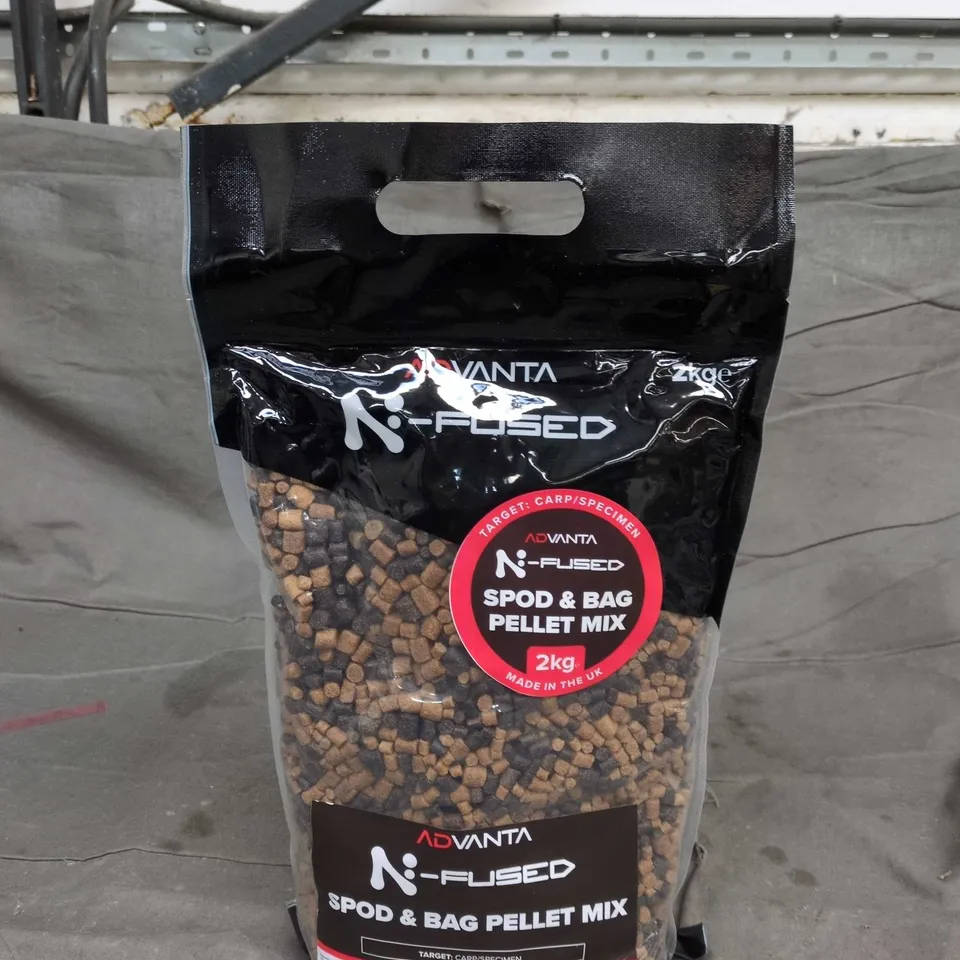 ADVANTA
2kge
N-FUSED
TARGET: CARP/SPECIMEN
ADVANTA
N-FUSED
SPOD & BAG
PELLET MIX
2kg
MADE IN THE UK
ADVANTA
N-FUSED
SPOD & BAG PELLET MIX
TARGET: CARP/SPECIMEN